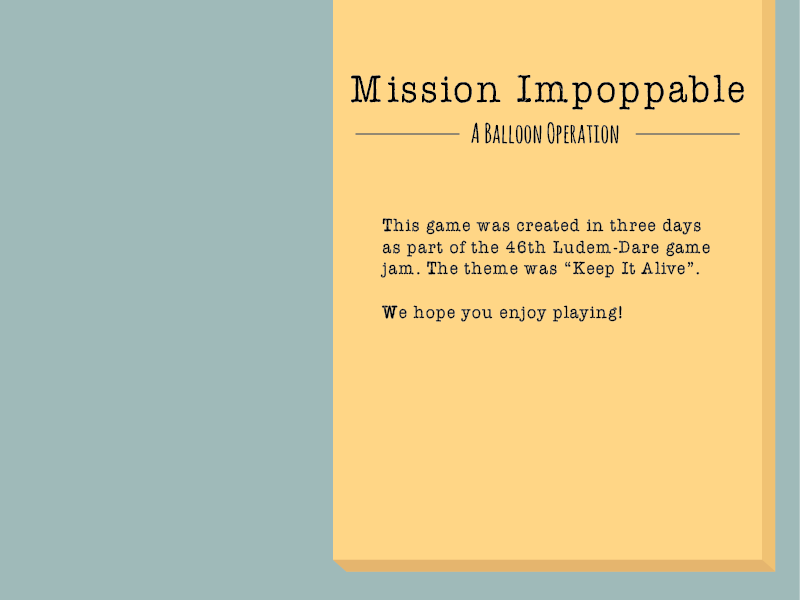 Mission Impoppable
A Balloon Operation
This game was created in three days
as part of the 46th Ludem-Dare game
jam. The theme was “Keep It Alive”.
We hope you enjoy playing!